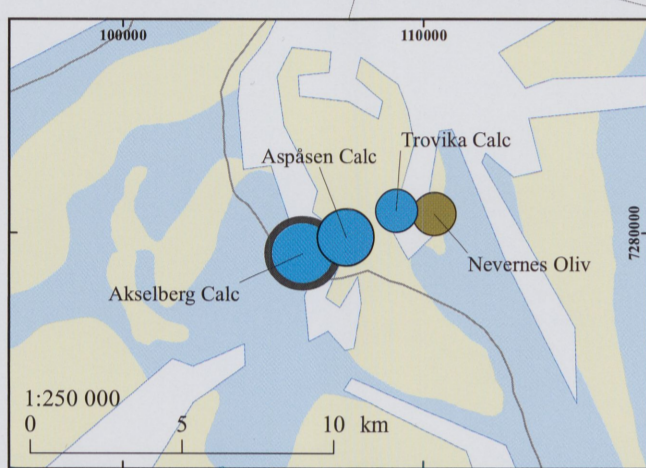 100000
110000
Trovika Calc
Aspåsen Calc
7280000
Nevernes Oliv
Akselberg Calc
1:250 000
0 5 10 km